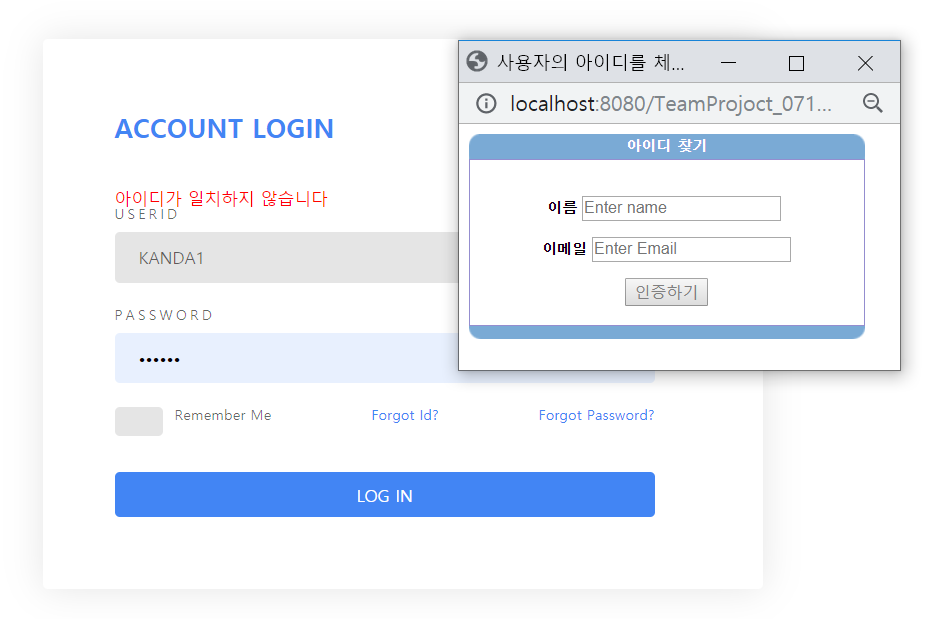 ACCOUNT LOGIN
아이디가 일치하지 않습니다
USERID
KANDA1
PASSWORD
••••••
Remember Me
Forgot Id?
Forgot Password?
LOG IN
사용자의 아이디를 체...
localhost:8080/TeamProjoct_071...
아이디 찾기
이름 Enter name
이메일 Enter Email
인증하기